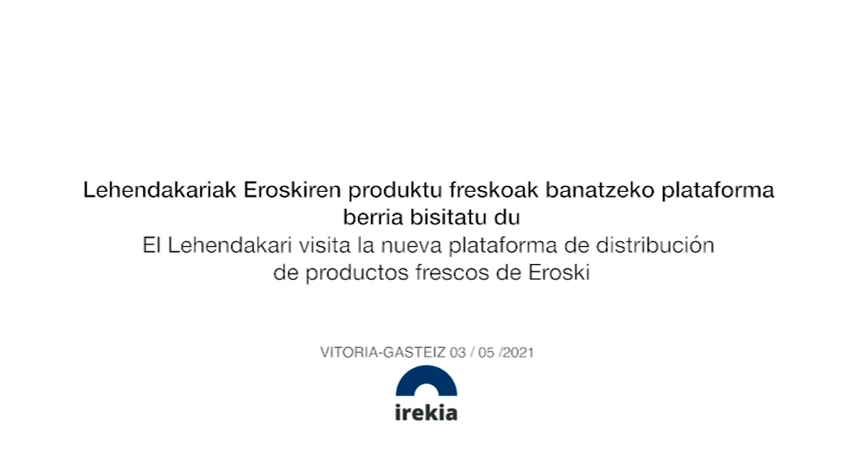 Lehendakariak Eroskiren produktu freskoak banatzeko plataforma
berria bisitatu du
El Lehendakari visita la nueva plataforma de distribución
de productos frescos de Eroski
VITORIA-GASTEIZ 03 / 05 /2021
irekia